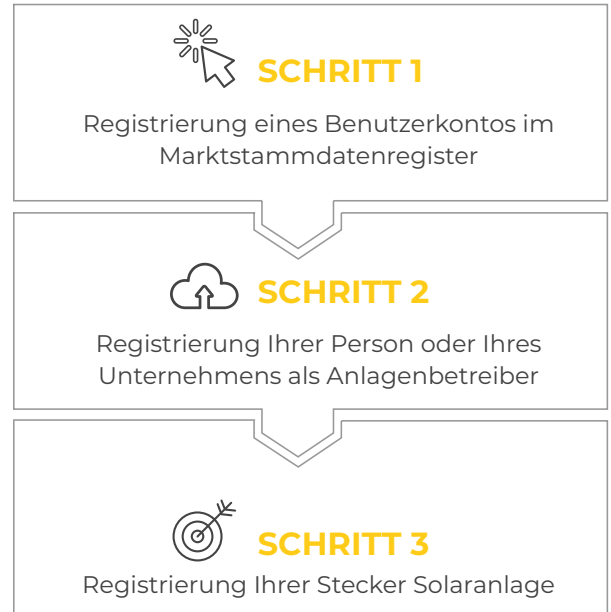 SCHRITT 1
Registrierung eines Benutzerkontos im
Marktstammdatenregister
SCHRITT 2
Registrierung Ihrer Person oder Ihres
Unternehmens als Anlagenbetreiber
SCHRITT 3
Registrierung Ihrer Stecker Solaranlage